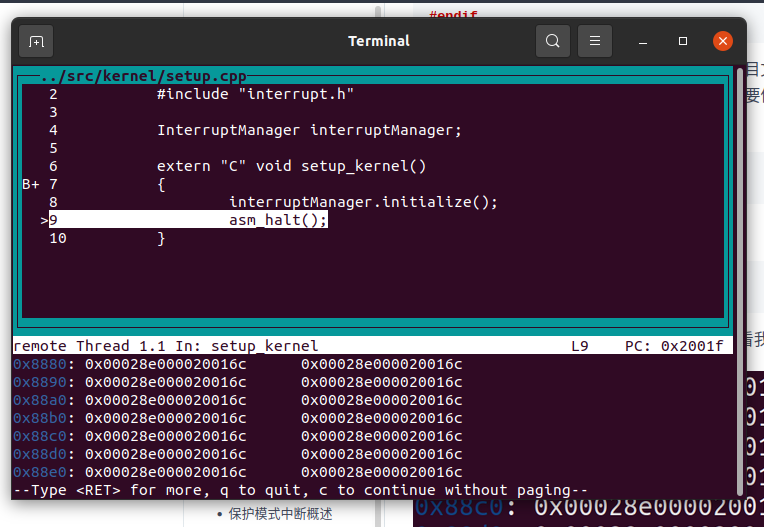 #endif
Terminal
../src/kernel/setup.cpp
2 #include "interrupt.h"
3
4 InterruptManager interruptManager;
5
6 extern "C" void setup_kernel()
B+ 7 {
8 interruptManager.initialize();
>9 asm_halt();
10 }
remote Thread 1.1 In: setup_kernel L9 PC: 0x2001f
0x8880: 0x00028e000020016c 0x00028e000020016c
0x8890: 0x00028e000020016c 0x00028e000020016c
0x88a0: 0x00028e000020016c 0x00028e000020016c
0x88b0: 0x00028e000020016c 0x00028e000020016c
0x88c0: 0x00028e000020016c 0x00028e000020016c
0x88d0: 0x00028e000020016c 0x00028e000020016c
0x88e0: 0x00028e000020016c 0x00028e000020016c
--Type <RET> for more, q to quit, c to continue without paging--
0x88c0: 0x00028e00002001
保护模式中断概述